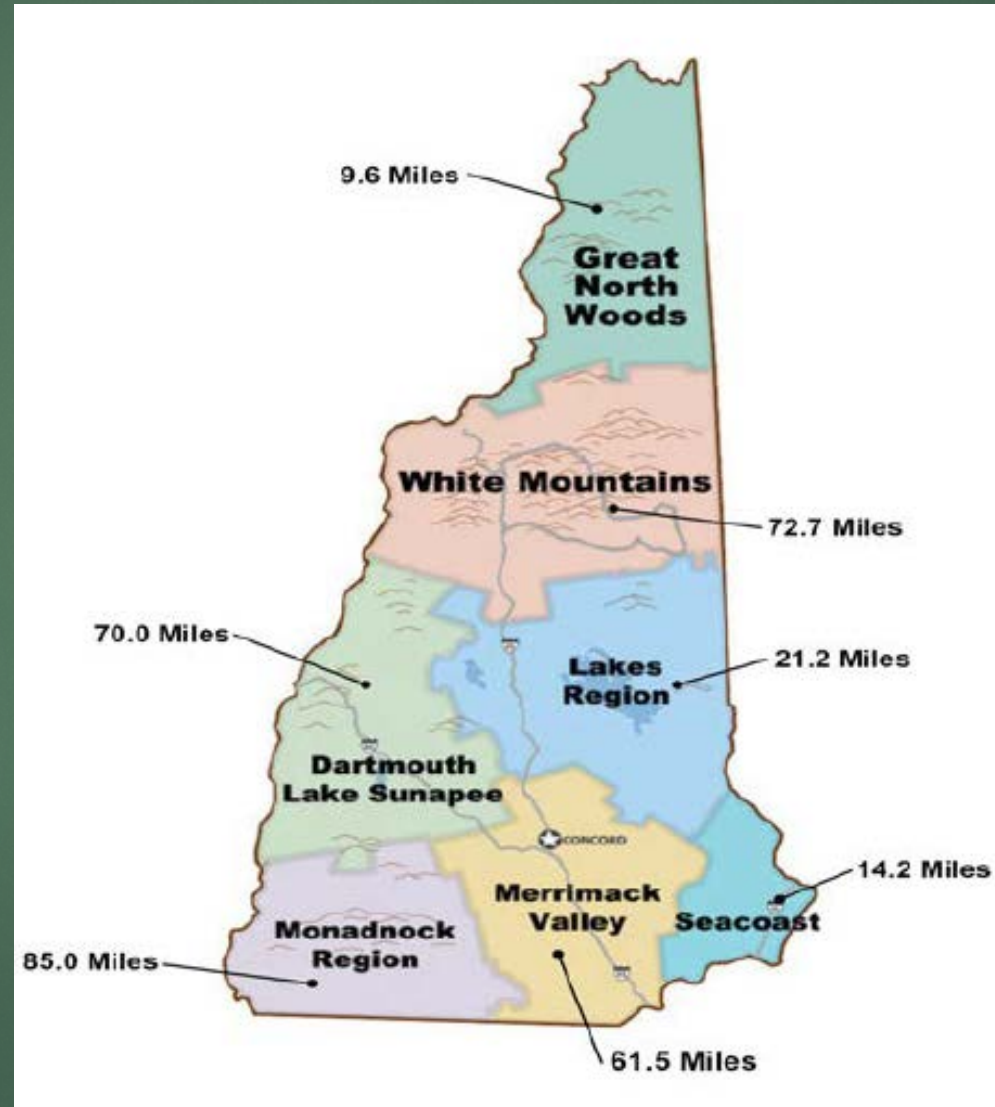 9.6 Miles
Great
North
Woods
White Mountains
72.7 Miles
70.0 Miles
Lakes
Region
21.2 Miles
Dartmouth
Lake Sunapee
CONCORD
14.2 Miles
Merrimack
Valley
Seacoast
Monadnock
Region
85.0 Miles
61.5 Miles